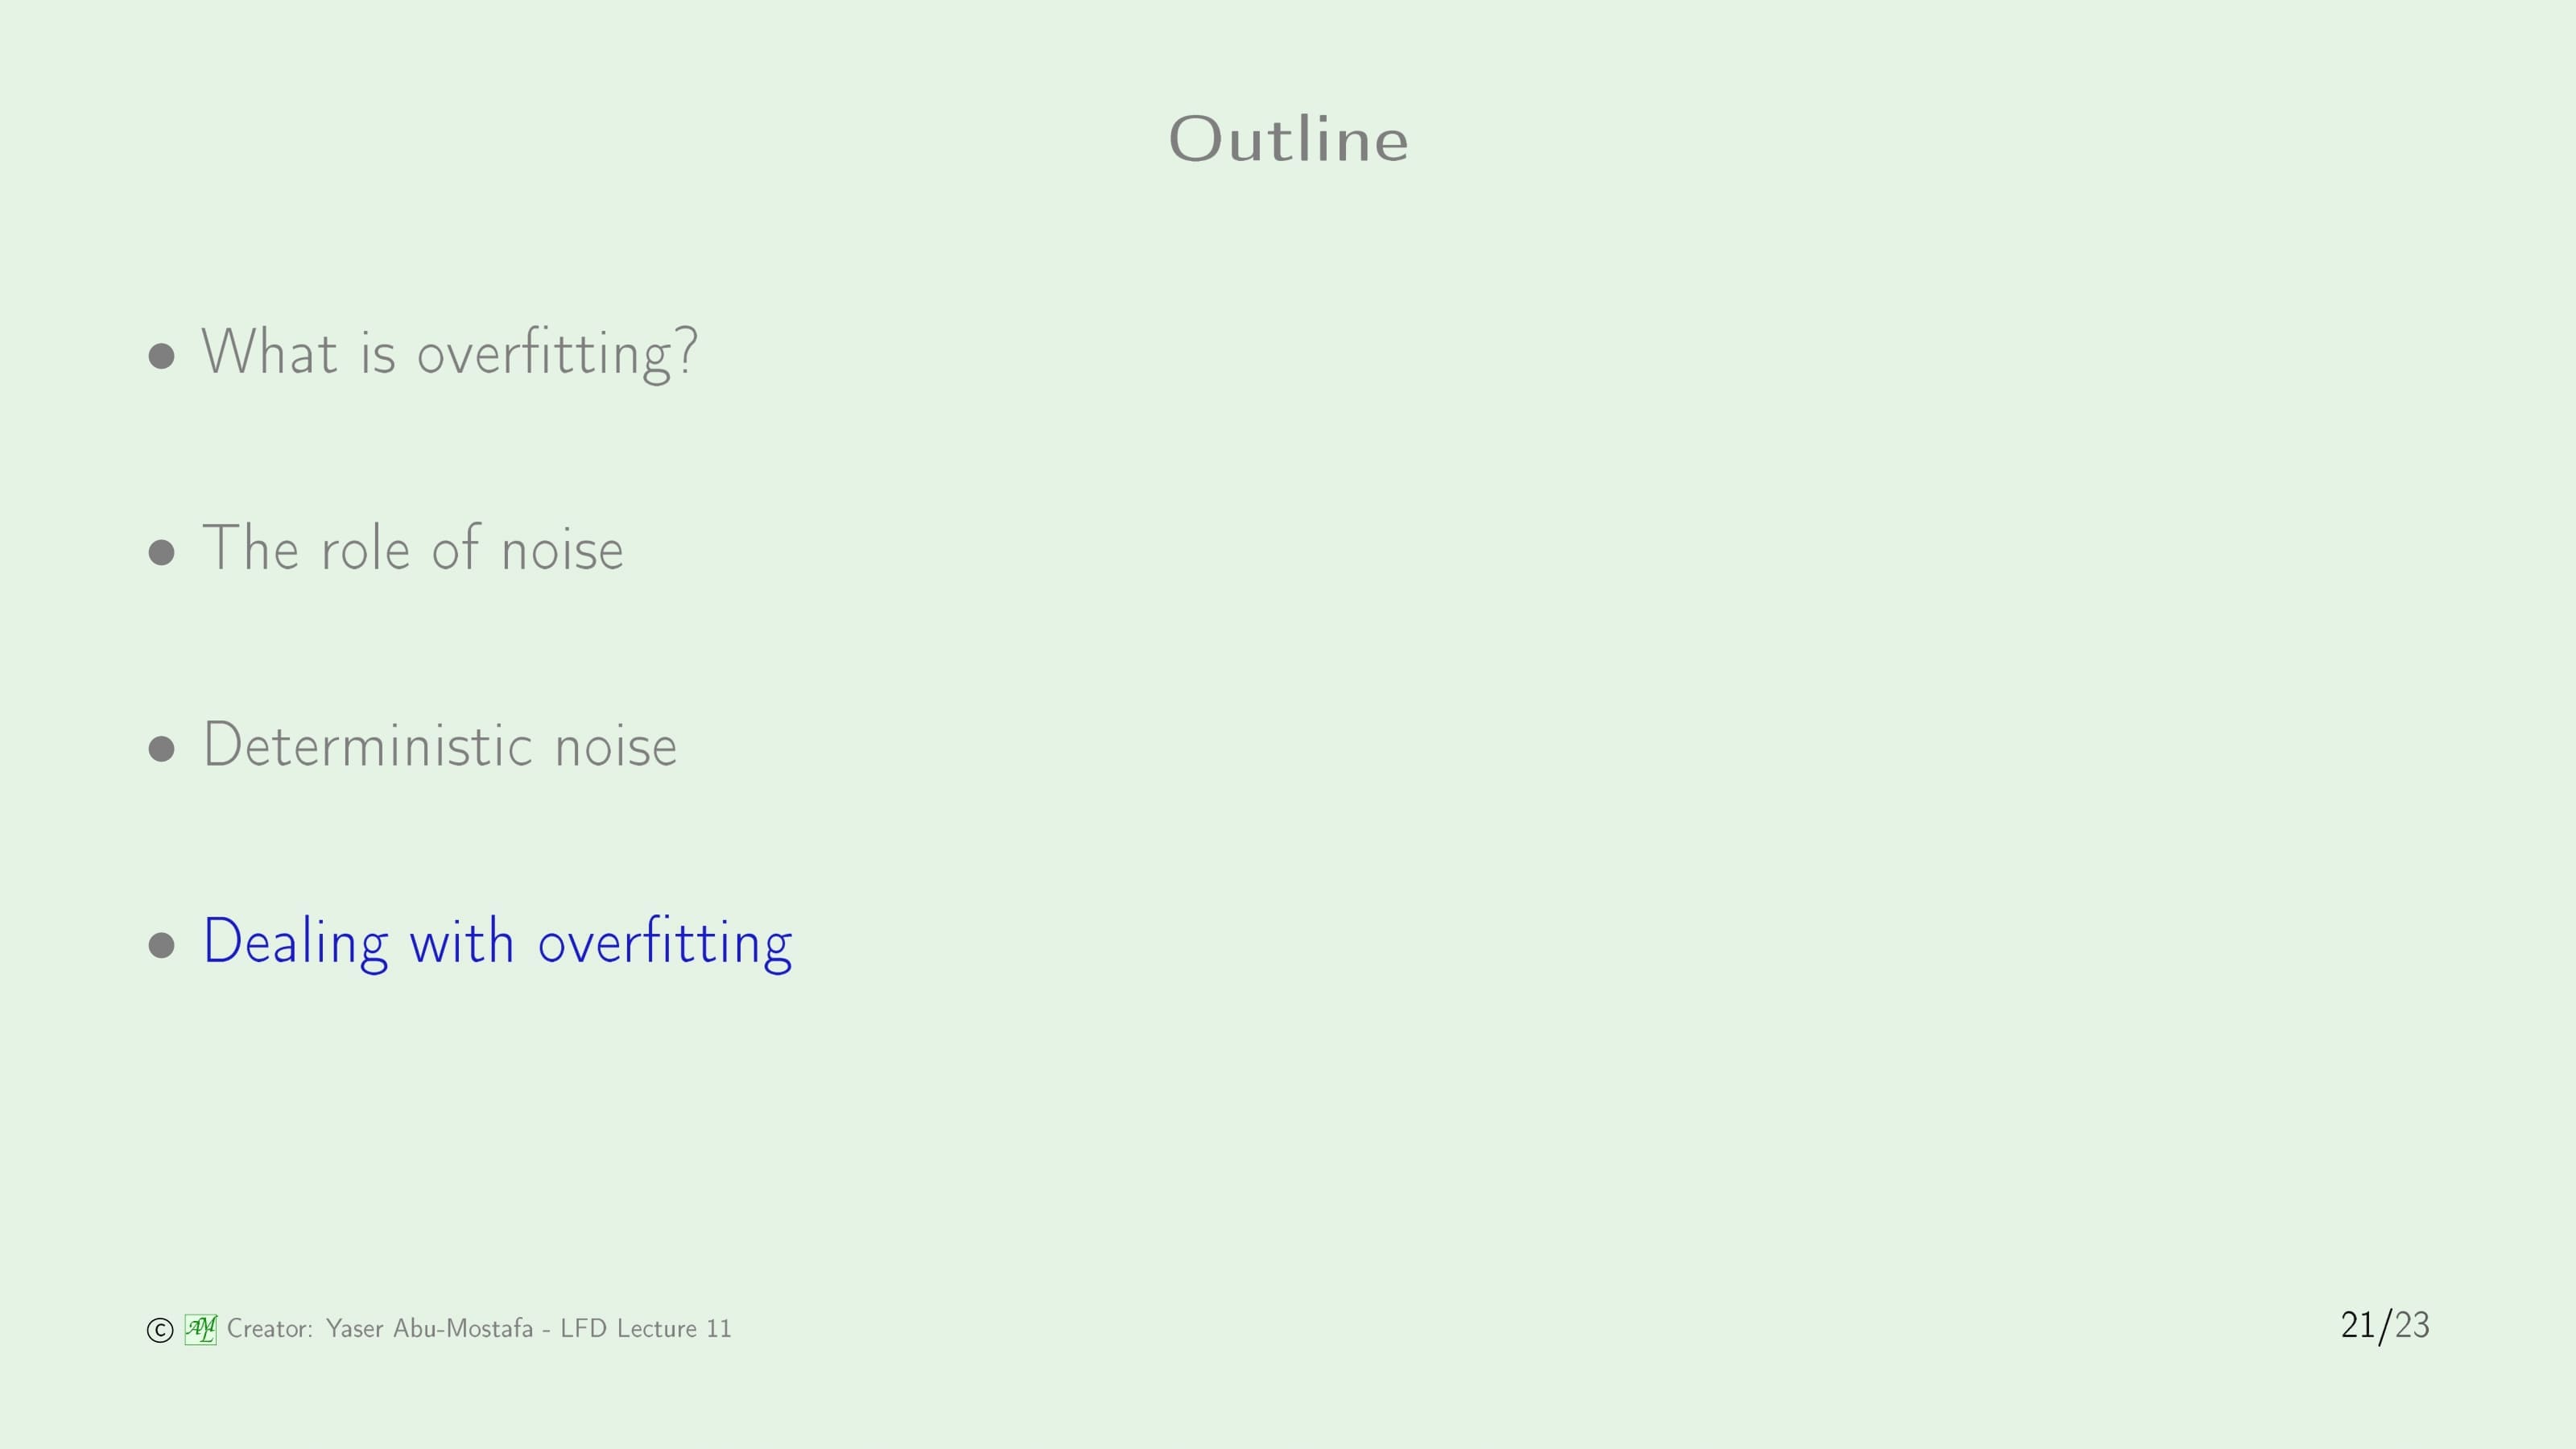 Outline
• What is overfitting?
• The role of noise
• Deterministic noise
• Dealing with overfitting
© AML Creator: Yaser Abu-Mostafa - LFD Lecture 11
21/23